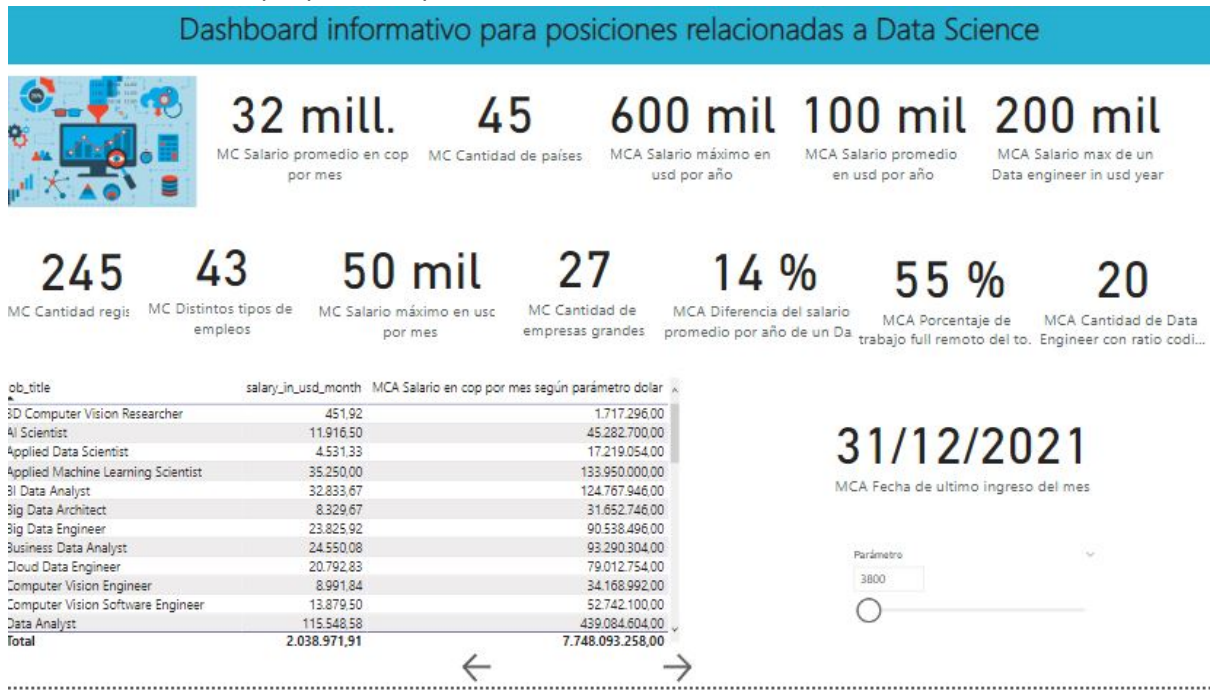 Dashboard informativo para posiciones relacionadas a Data Science
32 mill.
MC Salario promedio en cop
por mes
45
MC Cantidad de países
600 mil
MCA Salario máximo en
usd por año
100 mil
MCA Salario promedio
en usd por año
200 mil
MCA Salario max de un
Data engineer in usd year
245
MC Cantidad regis
43
MC Distintos tipos de
empleos
50 mil
MC Salario máximo en usd
por mes
27
MC Cantidad de
empresas grandes
14 %
MCA Diferencia del salario
promedio por año de un Da
55 %
MCA Porcentaje de
trabajo full remoto del to.
20
MCA Cantidad de Data
Engineer con ratio codi...
ob_title salary_in_usd_month MCA Salario en cop por mes según parámetro dolar
3D Computer Vision Researcher 451,92 1.717.296,00
AI Scientist 11.916,50 45.282.700,00
Applied Data Scientist 4.531,33 17.219.054,00
Applied Machine Learning Scientist 35.250,00 133.950.000,00
BI Data Analyst 32.833,67 124.767.946,00
Big Data Architect 8.329,67 31.652.746,00
Big Data Engineer 23.825,92 90.538.496,00
Business Data Analyst 24.550,08 93.290.304,00
Cloud Data Engineer 20.792,83 79.012.754,00
Computer Vision Engineer 8.991,84 34.168.992,00
Computer Vision Software Engineer 13.879,50 52.742.100,00
Data Analyst 115.548,58 439.084.604,00
Total 2.038.971,91 7.748.093.258,00
31/12/2021
MCA Fecha de ultimo ingreso del mes
Parámetro
3800